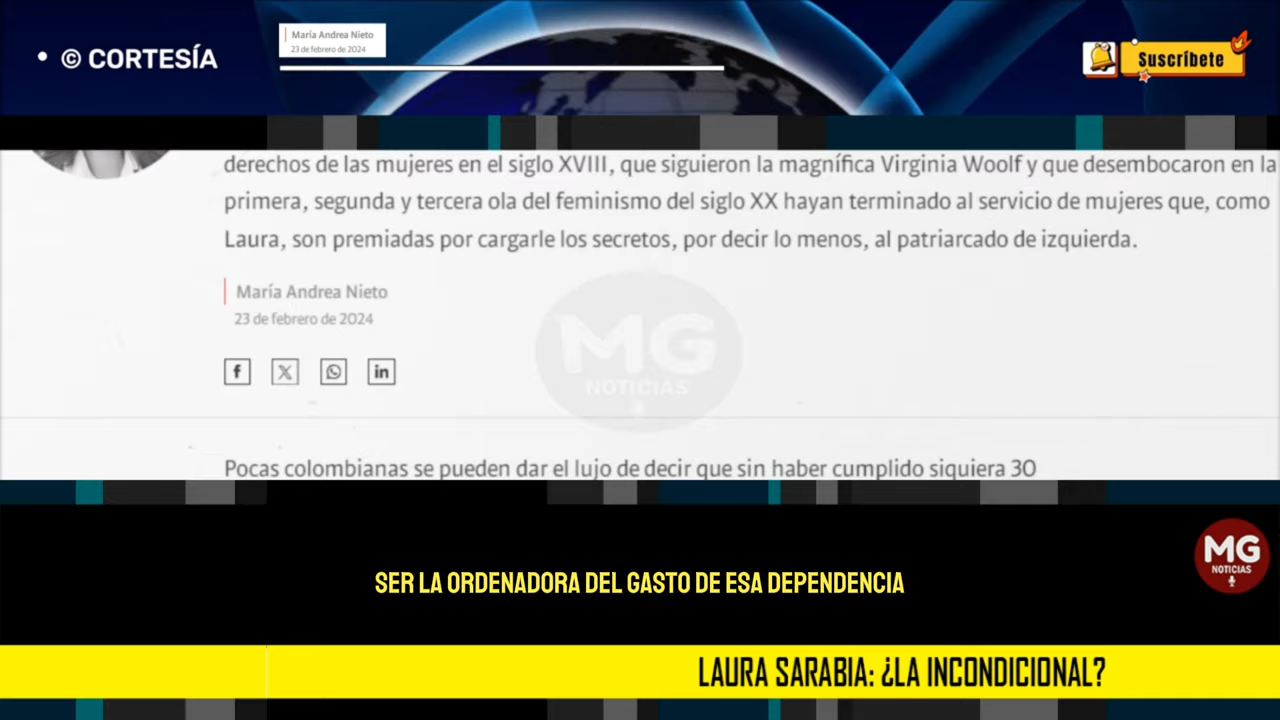 • © CORTESÍA
María Andrea Nieto
23 de febrero de 2024
Suscríbete
derechos de las mujeres en el siglo XVIII, que siguieron la magnífica Virginia Woolf y que desembocaron en la
primera, segunda y tercera ola del feminismo del siglo XX hayan terminado al servicio de mujeres que, como
Laura, son premiadas por cargarle los secretos, por decir lo menos, al patriarcado de izquierda.
María Andrea Nieto
23 de febrero de 2024
MG
NOTICIAS
Pocas colombianas se pueden dar el lujo de decir que sin haber cumplido siquiera 30
MG
NOTICIAS
SER LA ORDENADORA DEL GASTO DE ESA DEPENDENCIA
LAURA SARABIA: ¿LA INCONDICIONAL?